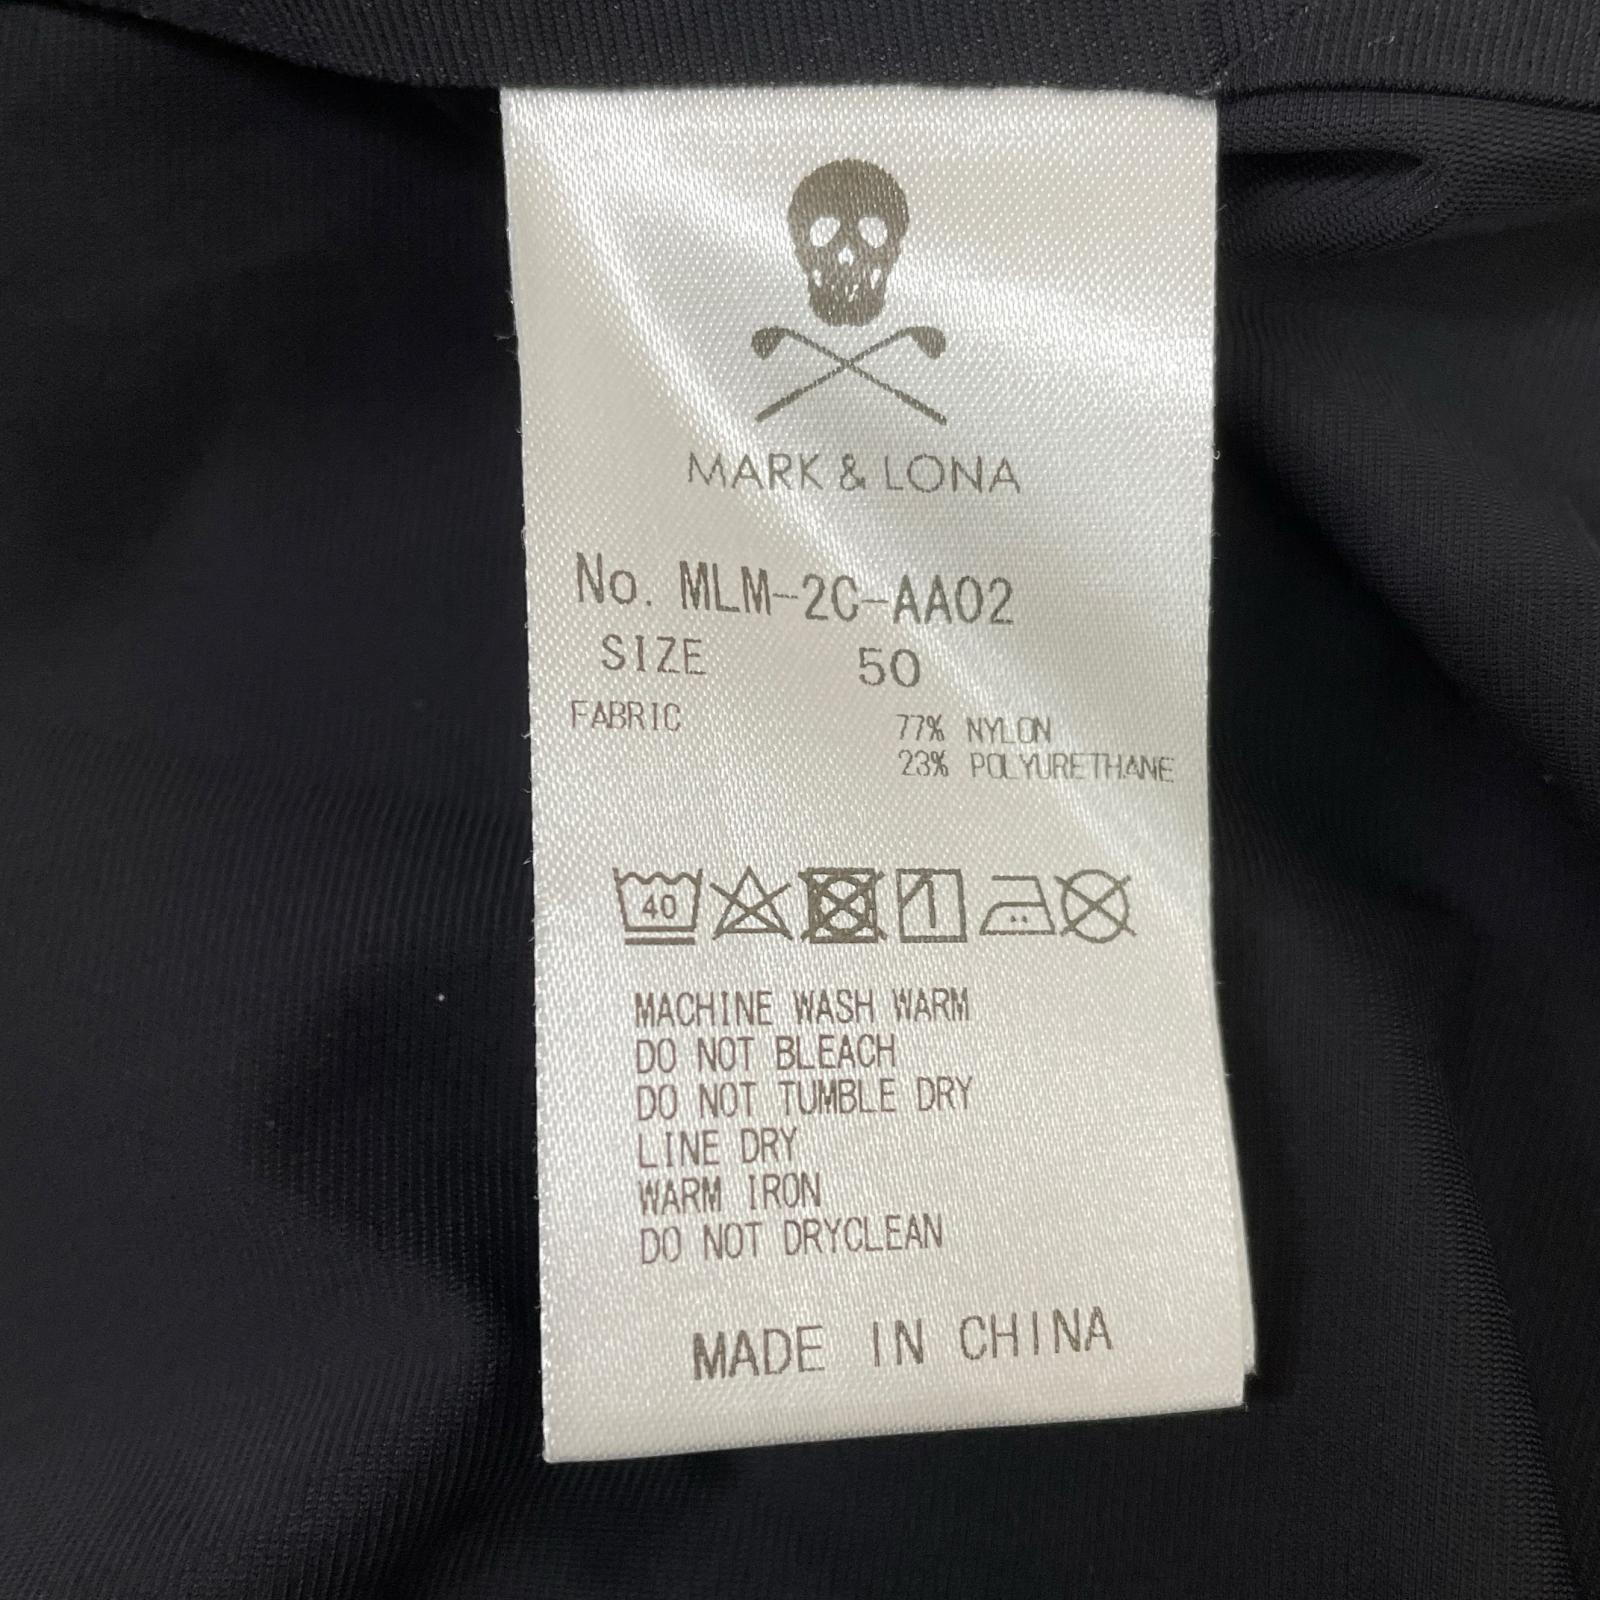 MARK & LONA
No. MLM-2C-AA02
SIZE 50
FABRIC 77% NYLON
23% POLYURETHANE
40
MACHINE WASH WARM
DO NOT BLEACH
DO NOT TUMBLE DRY
LINE DRY
WARM IRON
DO NOT DRYCLEAN
MADE IN CHINA